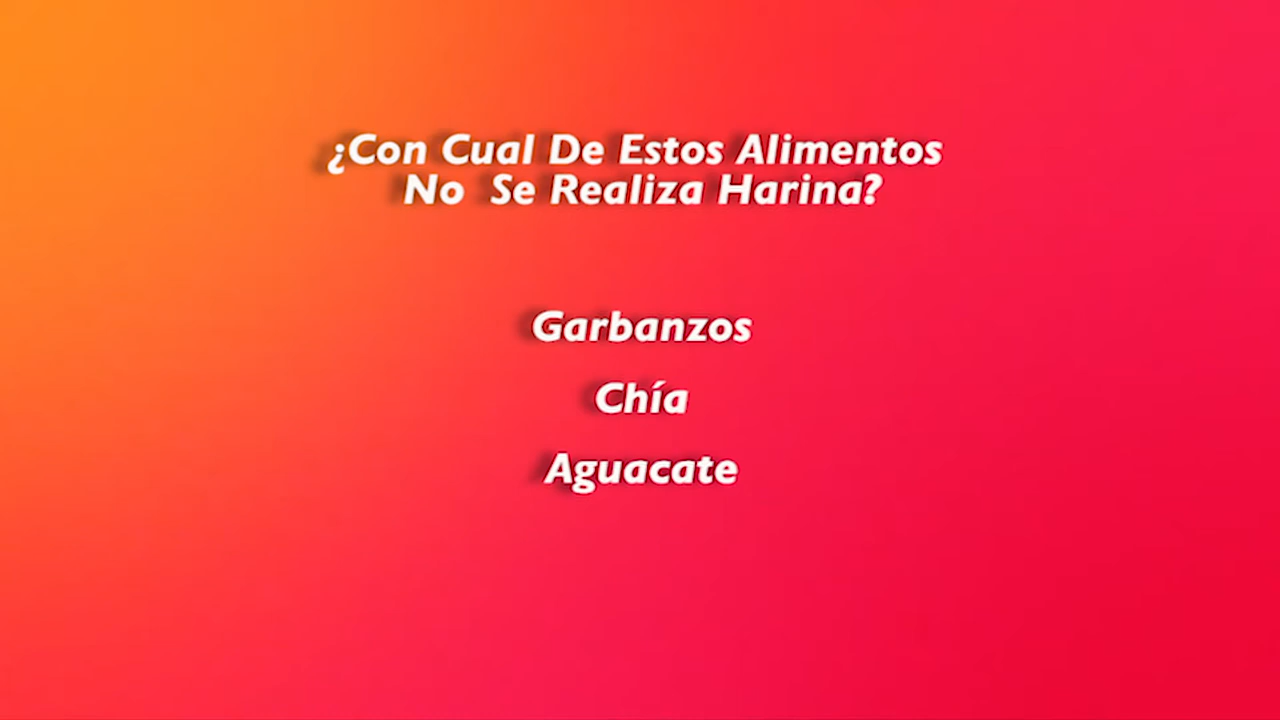 ¿Con Cual De Estos Alimentos
No Se Realiza Harina?
Garbanzos
Chía
Aguacate